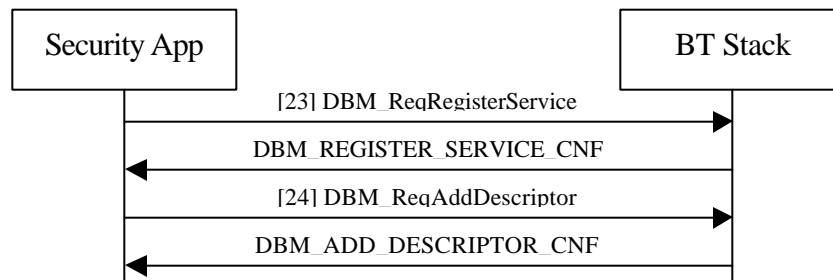 Security App
BT Stack
[23] DBM_ReqRegisterService
DBM_REGISTER_SERVICE_CNF
[24] DBM_ReqAddDescriptor
DBM_ADD_DESCRIPTOR_CNF